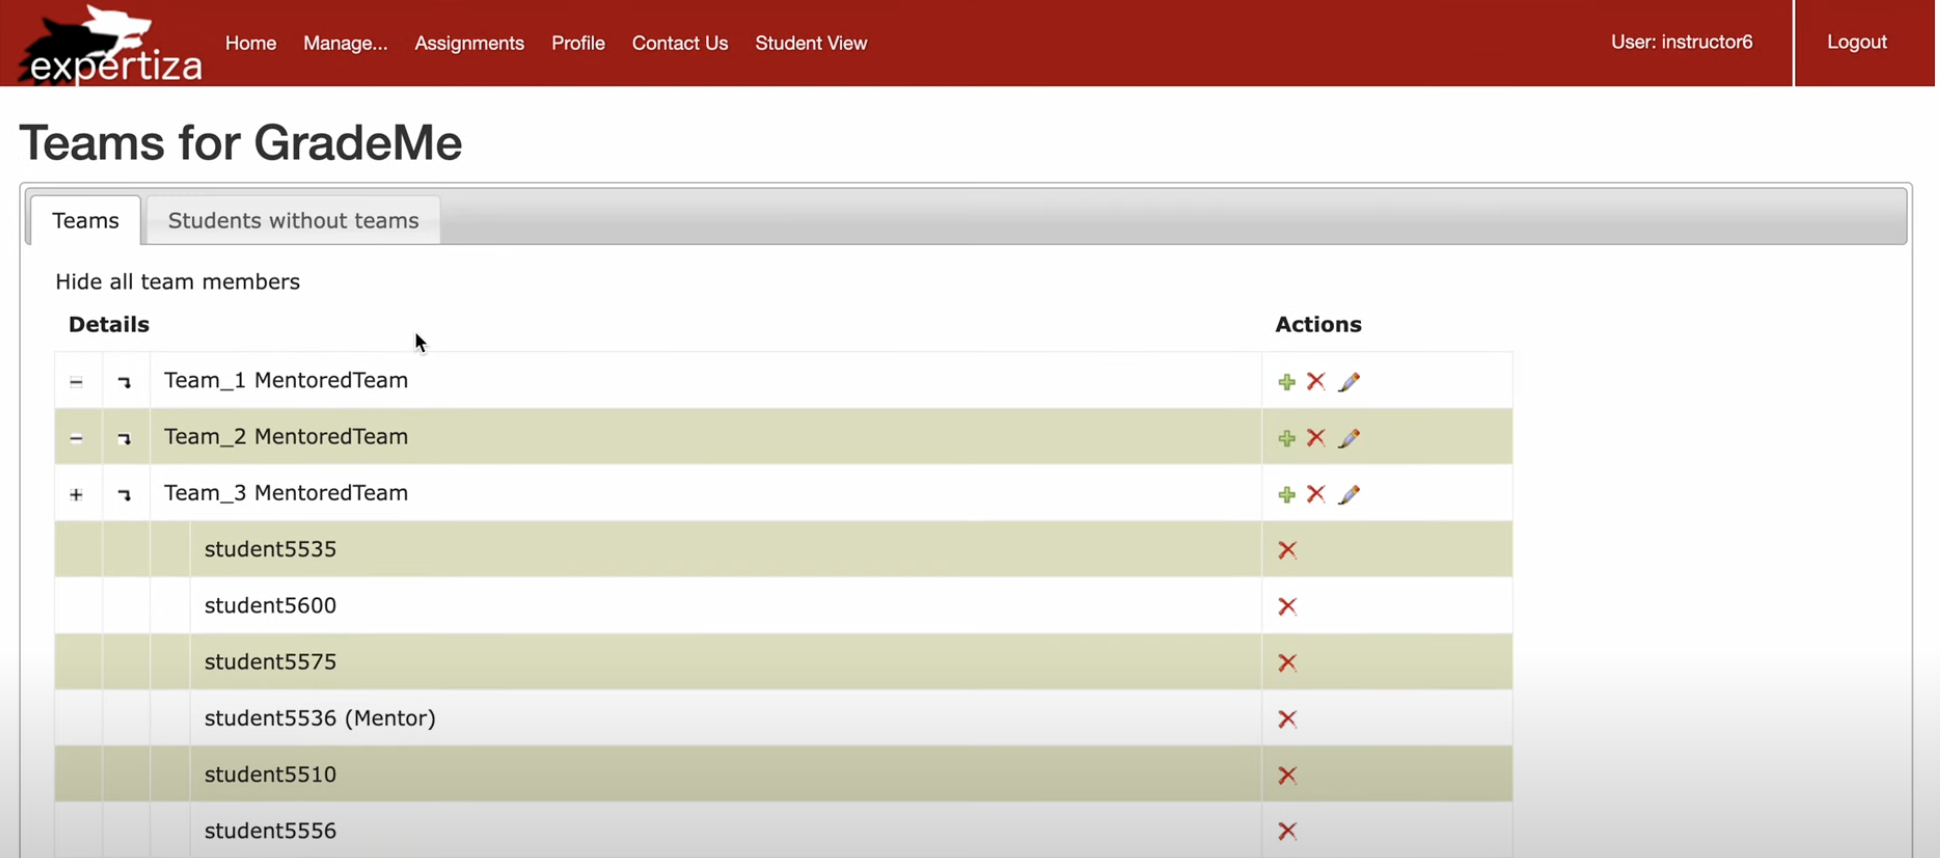 expertiza
Home Manage... Assignments Profile Contact Us Student View User: instructor6 Logout
Teams for GradeMe
Teams Students without teams
Hide all team members
Details Actions
Team_1 MentoredTeam
Team_2 MentoredTeam
Team_3 MentoredTeam
student5535
student5600
student5575
student5536 (Mentor)
student5510
student5556